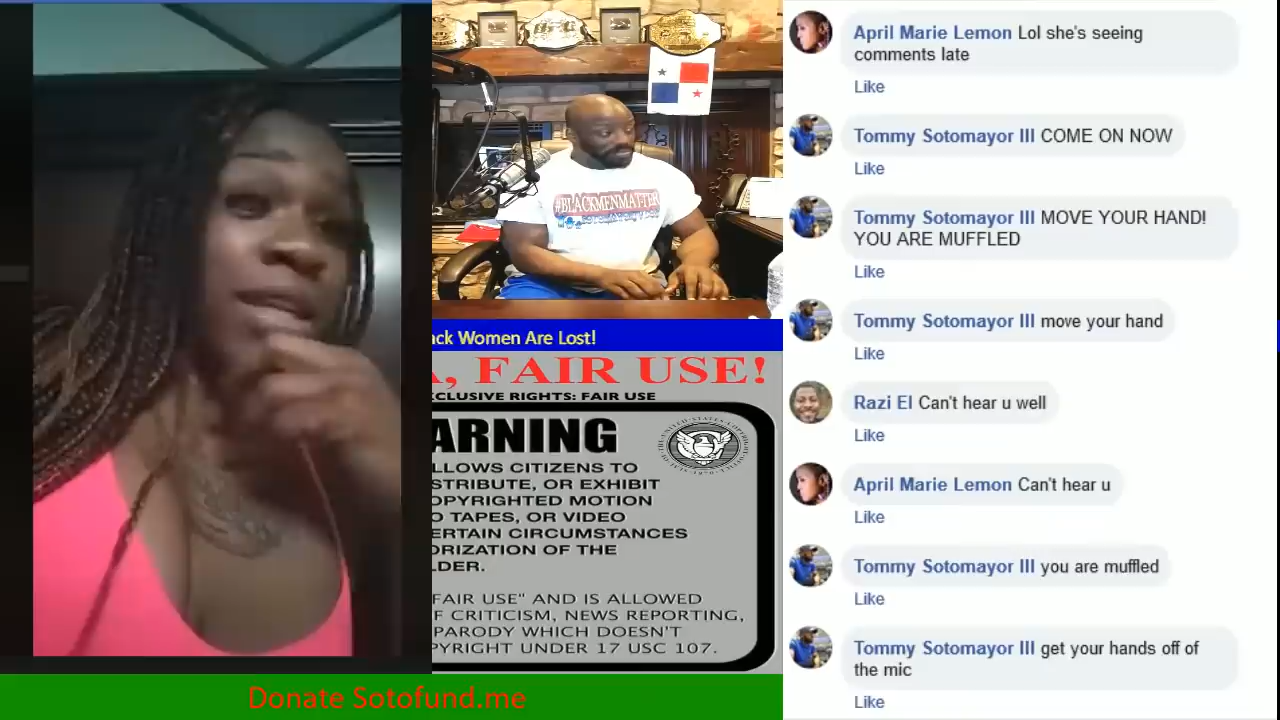 #BLACKMENMATTER
ck Women Are Lost!
, FAIR USE!
CLUSIVE RIGHTS: FAIR USE
ARNING
LLOWS CITIZENS TO
STRIBUTE, OR EXHIBIT
OPYRIGHTED MOTION
O TAPES, OR VIDEO
ERTAIN CIRCUMSTANCES
ORIZATION OF THE
LDER.
FAIR USE" AND IS ALLOWED
F CRITICISM, NEWS REPORTING,
PARODY WHICH DOESN'T
PYRIGHT UNDER 17 USC 107.
Donate Sotofund.me
April Marie Lemon Lol she's seeing
comments late
Like
Tommy Sotomayor III COME ON NOW
Like
Tommy Sotomayor III MOVE YOUR HAND!
YOU ARE MUFFLED
Like
Tommy Sotomayor III move your hand
Like
Razi El Can't hear u well
Like
April Marie Lemon Can't hear u
Like
Tommy Sotomayor III you are muffled
Like
Tommy Sotomayor III get your hands off of
the mic
Like